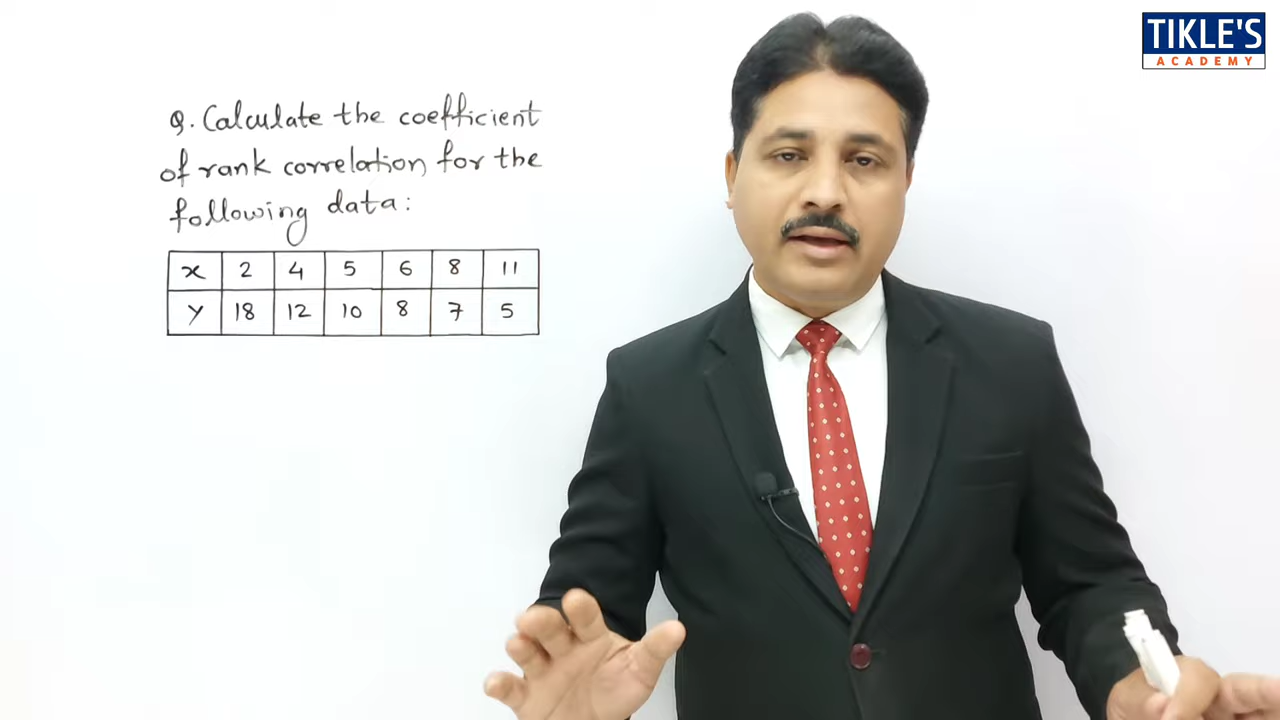 TIKLE'S
ACADEMY
Q. Calculate the coefficient
of rank correlation for the
following data:
x 2 4 5 6 8 11
y 18 12 10 8 7 5